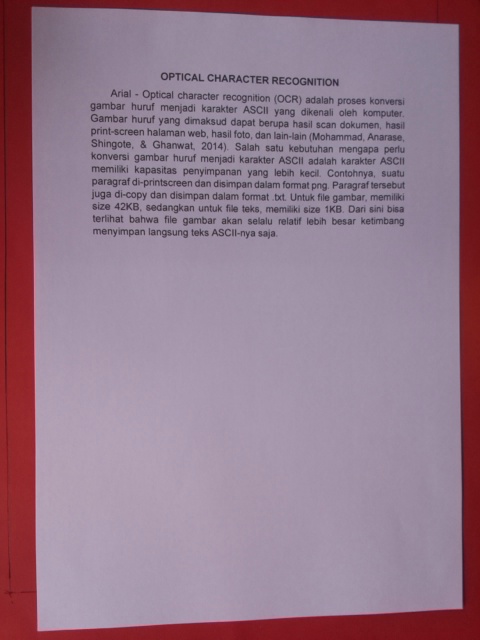 OPTICAL CHARACTER RECOGNITION
Arial - Optical character recognition (OCR) adalah proses konversi
gambar huruf menjadi karakter ASCII yang dikenali oleh komputer.
Gambar huruf yang dimaksud dapat berupa hasil scan dokumen, hasil
print-screen halaman web, hasil foto, dan lain-lain (Mohammad, Anarase,
Shingote, & Ghanwat, 2014). Salah satu kebutuhan mengapa perlu
konversi gambar huruf menjadi karakter ASCII adalah karakter ASCII
memiliki kapasitas penyimpanan yang lebih kecil. Contohnya, suatu
paragraf di-printscreen dan disimpan dalam format png. Paragraf tersebut
juga di-copy dan disimpan dalam format .txt. Untuk file gambar, memiliki
size 42KB, sedangkan untuk file teks, memiliki size 1KB. Dari sini bisa
terlihat bahwa file gambar akan selalu relatif lebih besar ketimbang
menyimpan langsung teks ASCII-nya saja.